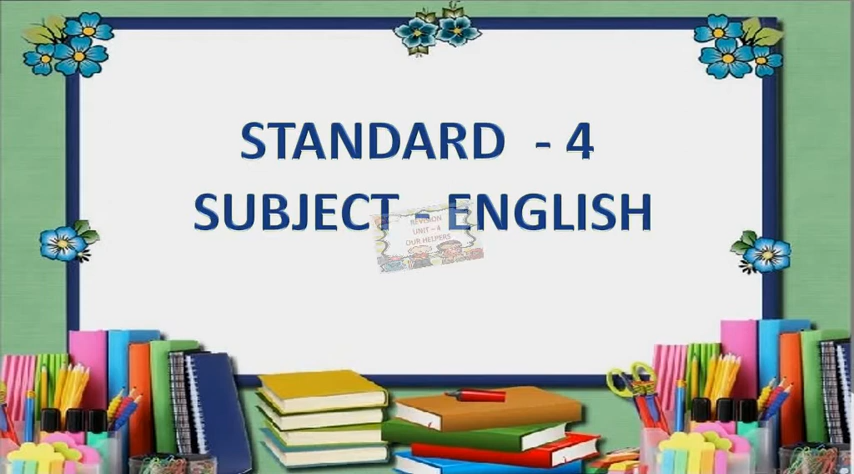 STANDARD - 4
SUBJECT - ENGLISH
REVISION
UNIT - 4
OUR HELPERS